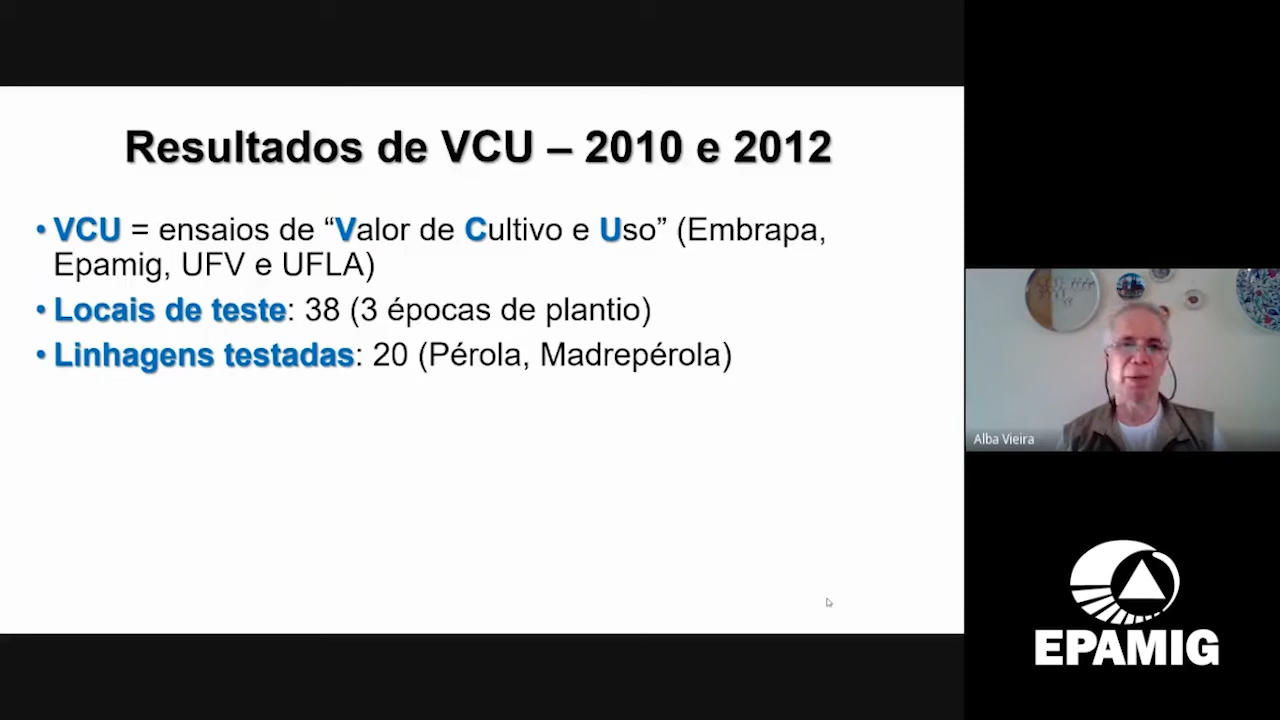 Resultados de VCU – 2010 e 2012
• VCU = ensaios de “Valor de Cultivo e Uso” (Embrapa,
Epamig, UFV e UFLA)
• Locais de teste: 38 (3 épocas de plantio)
• Linhagens testadas: 20 (Pérola, Madrepérola)
Alba Vieira
EPAMIG